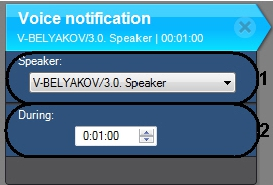 Voice notification
V-BELYAKOV/3.0. Speaker | 00:01:00
Speaker:
V-BELYAKOV/3.0. Speaker
1
During:
0:01:00
2